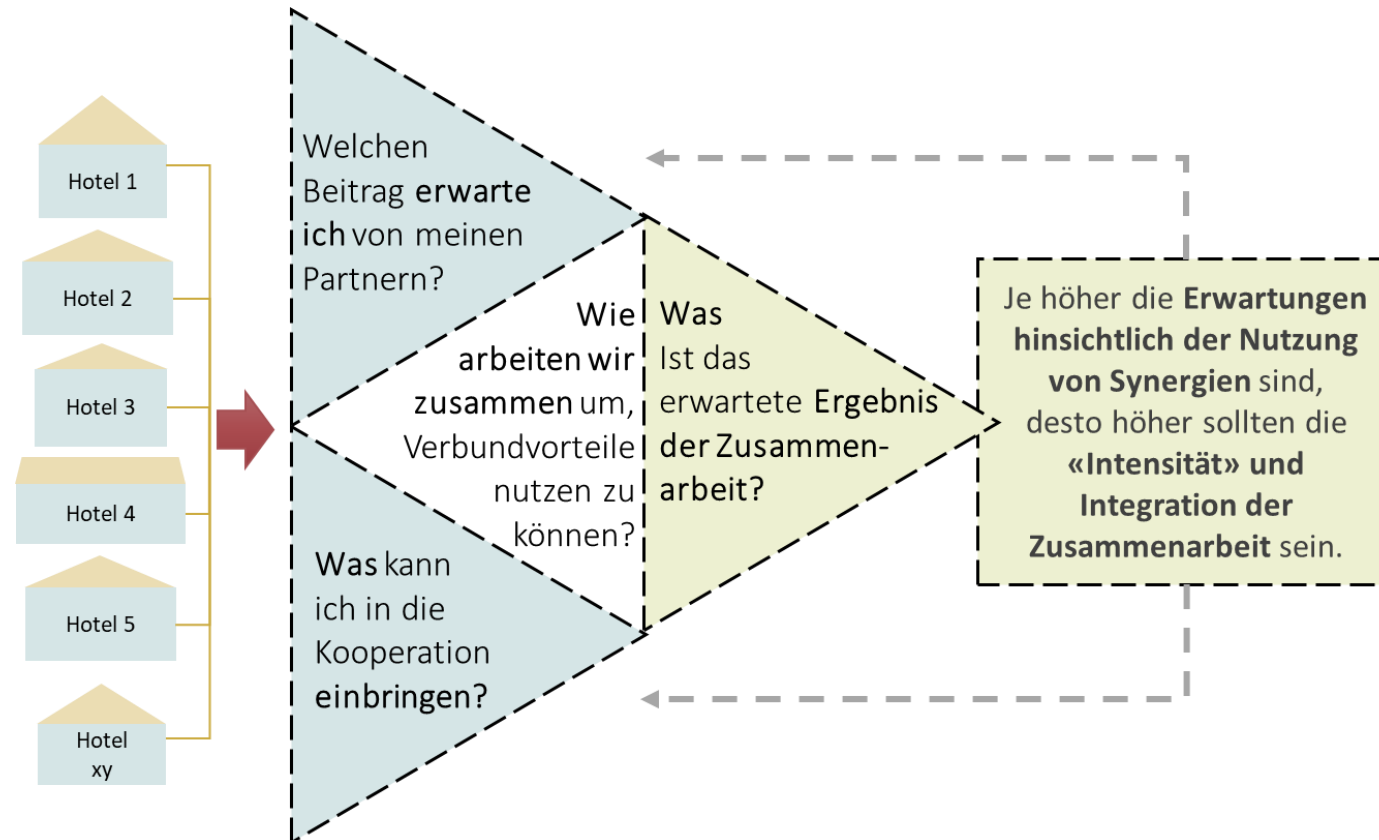 Hotel 1
Hotel 2
Hotel 3
Hotel 4
Hotel 5
Hotel
xy
Welchen
Beitrag erwarte
ich von meinen
Partnern?
Wie
arbeiten wir
zusammen um,
Verbundvorteile
nutzen zu
können?
Was kann
ich in die
Kooperation
einbringen?
Was
Ist das
erwartete Ergebnis
der Zusammen-
arbeit?
Je höher die Erwartungen
hinsichtlich der Nutzung
von Synergien sind,
desto höher sollten die
«Intensität» und
Integration der
Zusammenarbeit sein.